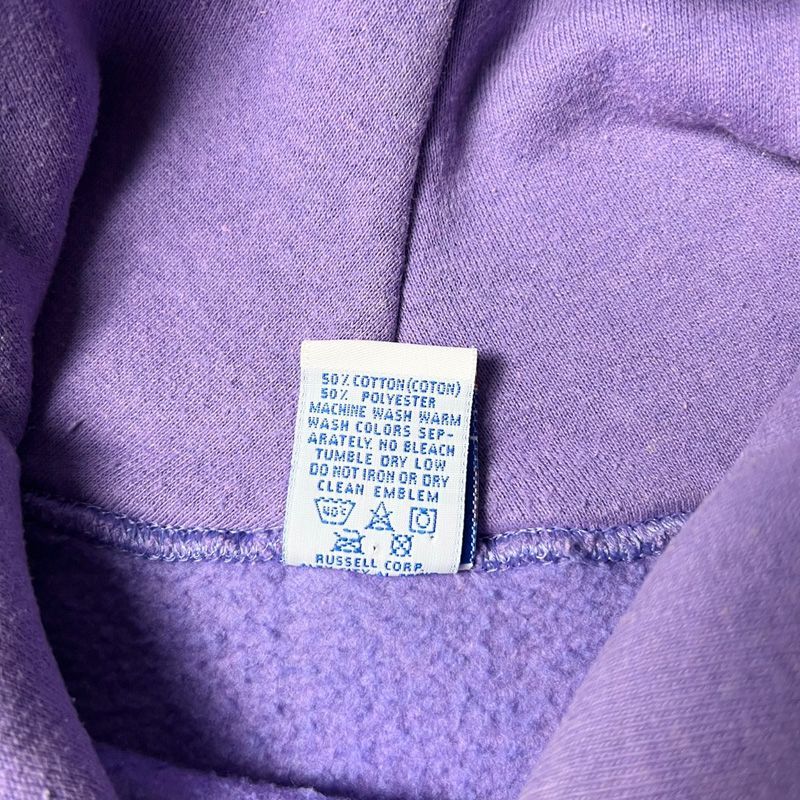 50% COTTON(COTON)
50% POLYESTER
MACHINE WASH WARM
WASH COLORS SEP-
ARATELY. NO BLEACH
TUMBLE DRY LOW
DO NOT IRON OR DRY
CLEAN EMBLEM
40°C
RUSSELL CORP.